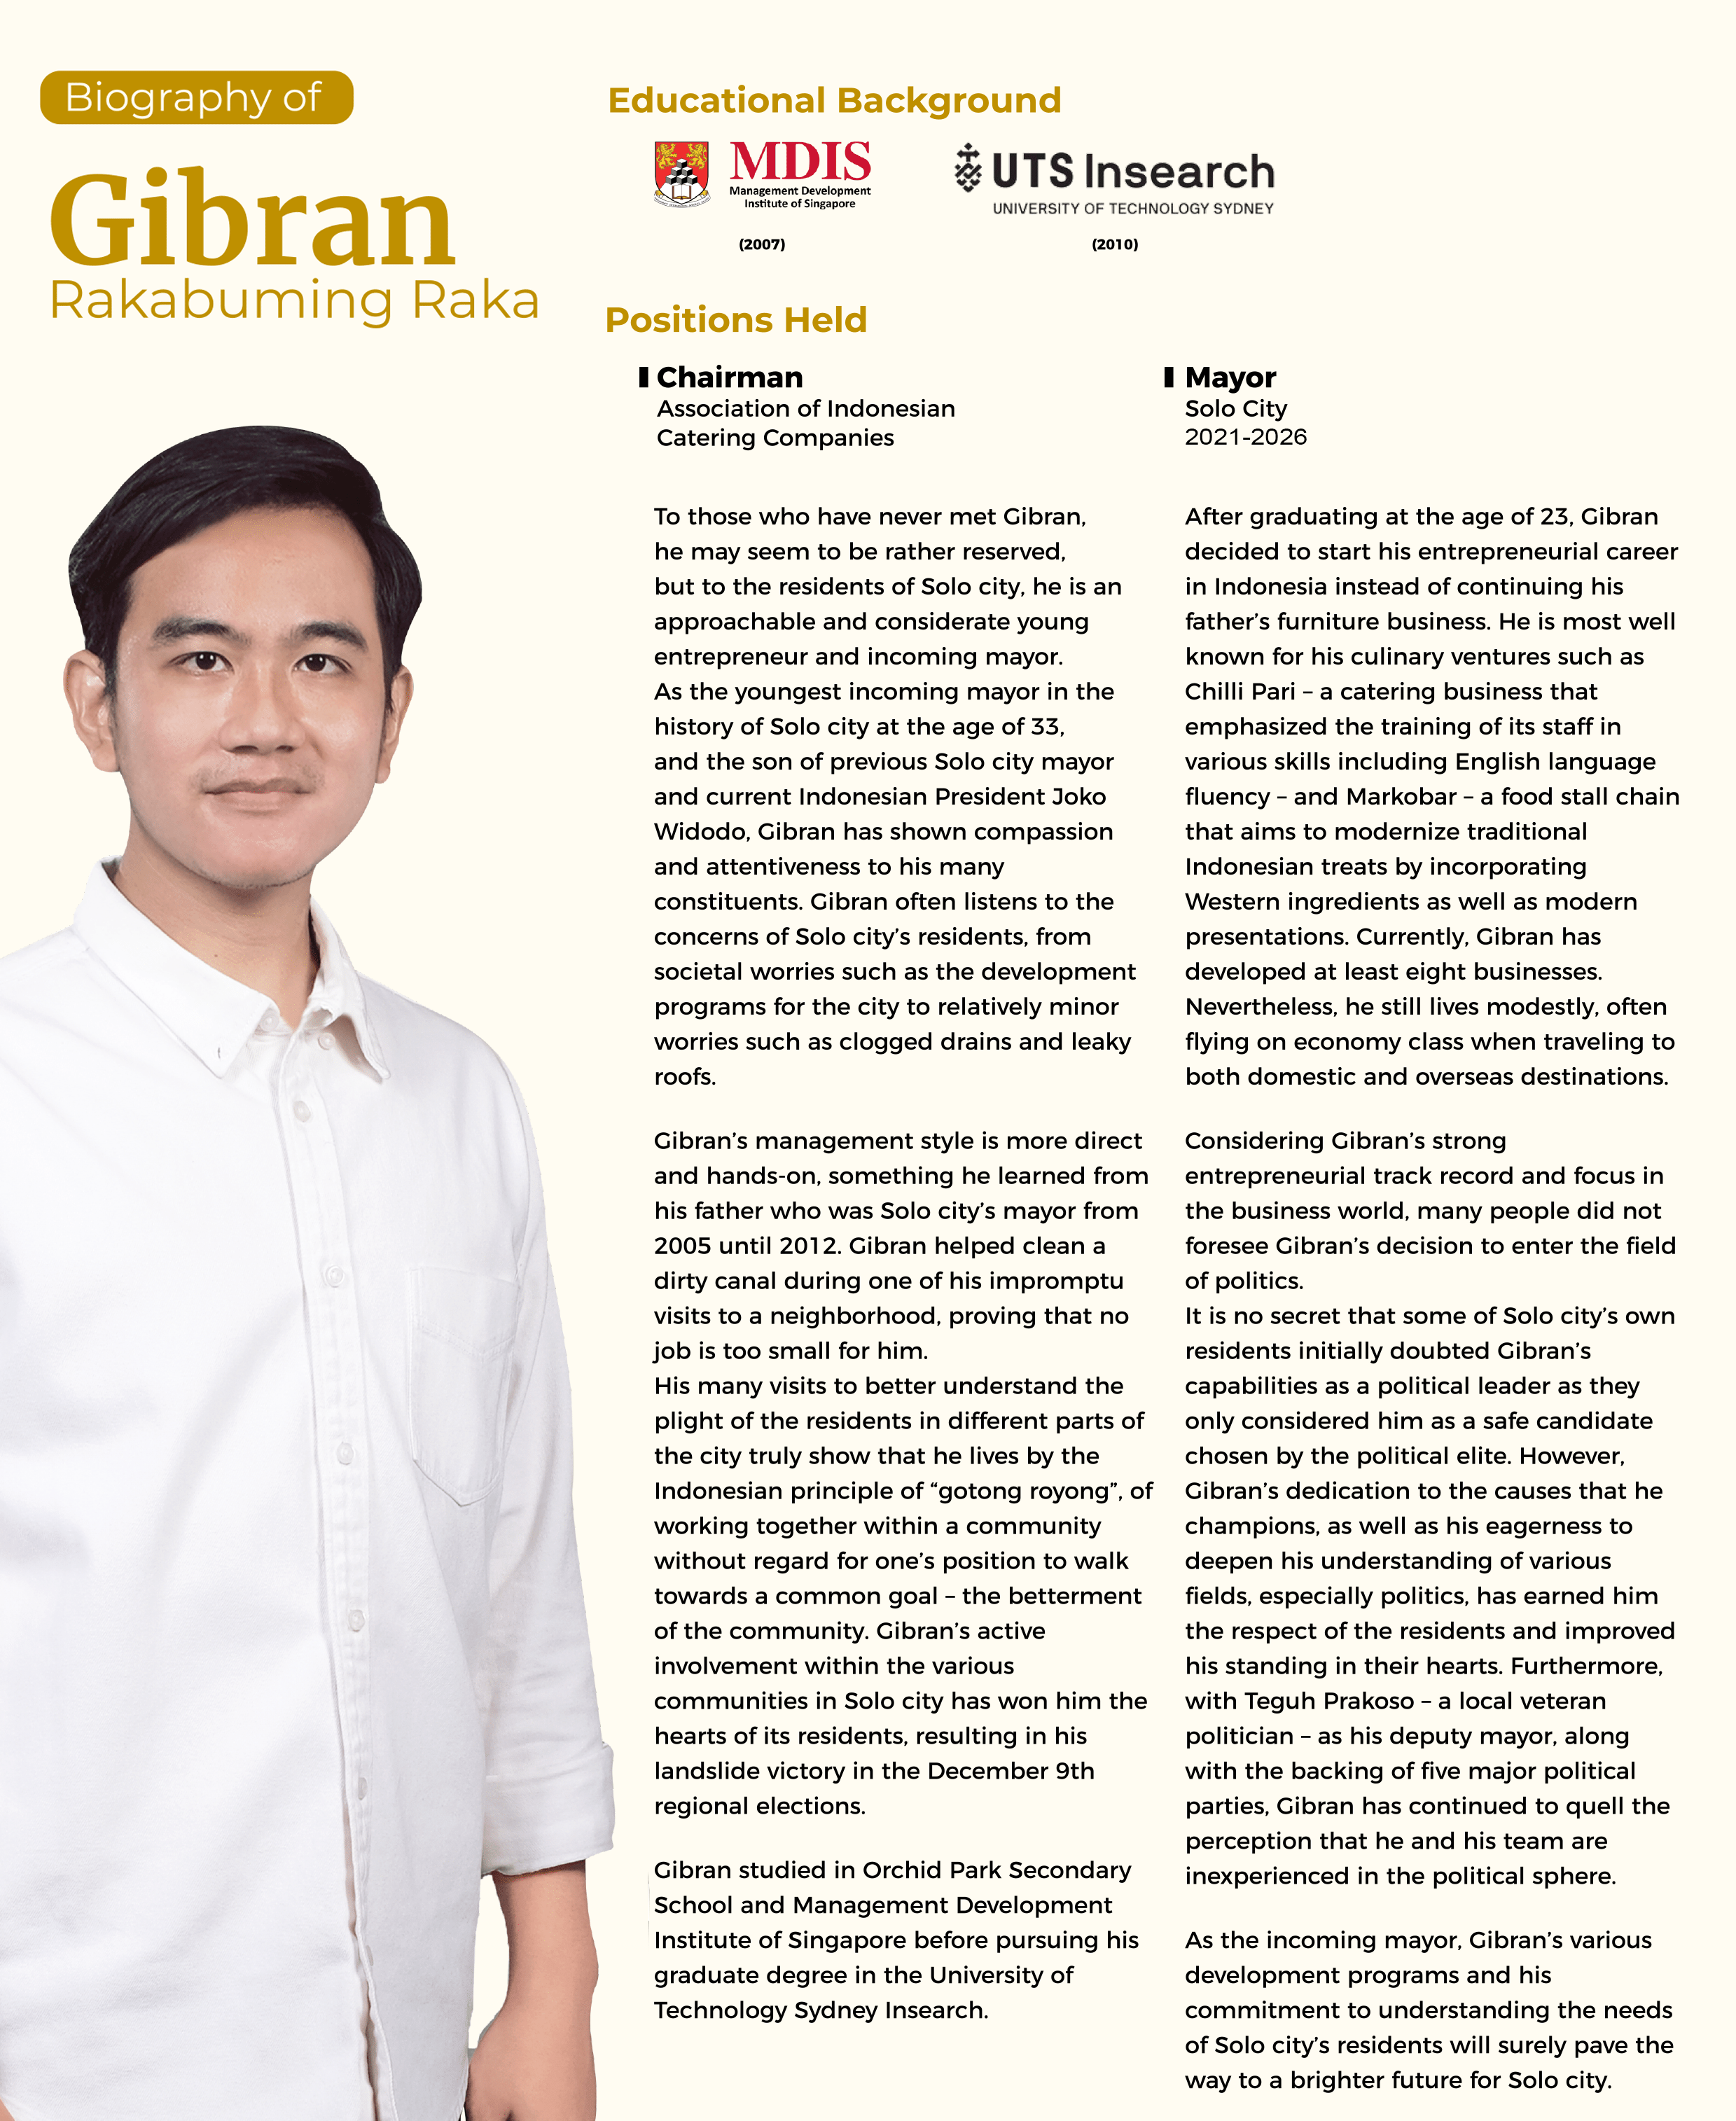 Biography of
Gibran
Rakabuming Raka
Educational Background
MDIS
Management Development
Institute of Singapore
(2007)
UTS Insearch
UNIVERSITY OF TECHNOLOGY SYDNEY
(2010)
Positions Held
Chairman
Association of Indonesian
Catering Companies
To those who have never met Gibran,
he may seem to be rather reserved,
but to the residents of Solo city, he is an
approachable and considerate young
entrepreneur and incoming mayor.
As the youngest incoming mayor in the
history of Solo city at the age of 33,
and the son of previous Solo city mayor
and current Indonesian President Joko
Widodo, Gibran has shown compassion
and attentiveness to his many
constituents. Gibran often listens to the
concerns of Solo city’s residents, from
societal worries such as the development
programs for the city to relatively minor
worries such as clogged drains and leaky
roofs.
Gibran’s management style is more direct
and hands-on, something he learned from
his father who was Solo city’s mayor from
2005 until 2012. Gibran helped clean a
dirty canal during one of his impromptu
visits to a neighborhood, proving that no
job is too small for him.
His many visits to better understand the
plight of the residents in different parts of
the city truly show that he lives by the
Indonesian principle of “gotong royong”, of
working together within a community
without regard for one’s position to walk
towards a common goal – the betterment
of the community. Gibran’s active
involvement within the various
communities in Solo city has won him the
hearts of its residents, resulting in his
landslide victory in the December 9th
regional elections.
Gibran studied in Orchid Park Secondary
School and Management Development
Institute of Singapore before pursuing his
graduate degree in the University of
Technology Sydney Insearch.
Mayor
Solo City
2021-2026
After graduating at the age of 23, Gibran
decided to start his entrepreneurial career
in Indonesia instead of continuing his
father’s furniture business. He is most well
known for his culinary ventures such as
Chilli Pari – a catering business that
emphasized the training of its staff in
various skills including English language
fluency – and Markobar – a food stall chain
that aims to modernize traditional
Indonesian treats by incorporating
Western ingredients as well as modern
presentations. Currently, Gibran has
developed at least eight businesses.
Nevertheless, he still lives modestly, often
flying on economy class when traveling to
both domestic and overseas destinations.
Considering Gibran’s strong
entrepreneurial track record and focus in
the business world, many people did not
foresee Gibran’s decision to enter the field
of politics.
It is no secret that some of Solo city’s own
residents initially doubted Gibran’s
capabilities as a political leader as they
only considered him as a safe candidate
chosen by the political elite. However,
Gibran’s dedication to the causes that he
champions, as well as his eagerness to
deepen his understanding of various
fields, especially politics, has earned him
the respect of the residents and improved
his standing in their hearts. Furthermore,
with Teguh Prakoso – a local veteran
politician – as his deputy mayor, along
with the backing of five major political
parties, Gibran has continued to quell the
perception that he and his team are
inexperienced in the political sphere.
As the incoming mayor, Gibran’s various
development programs and his
commitment to understanding the needs
of Solo city’s residents will surely pave the
way to a brighter future for Solo city.